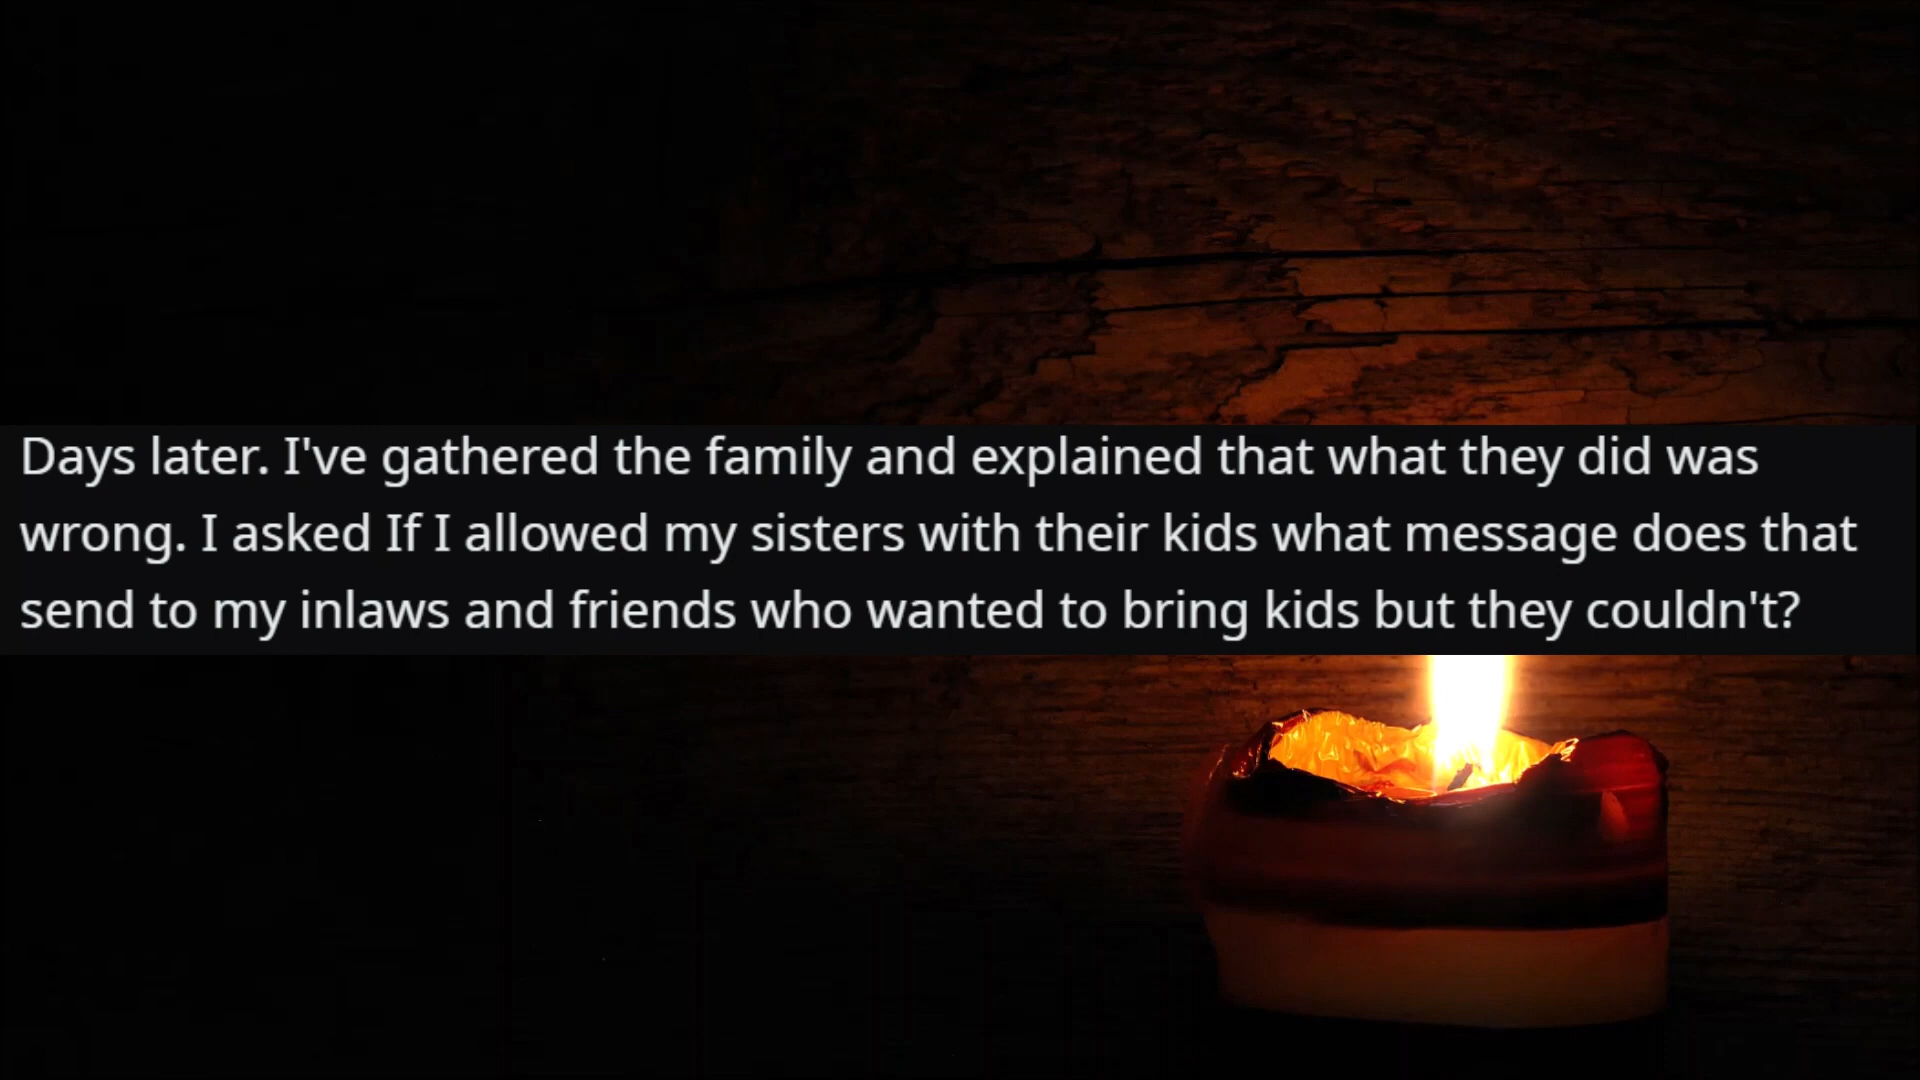 Days later. I've gathered the family and explained that what they did was
wrong. I asked If I allowed my sisters with their kids what message does that
send to my inlaws and friends who wanted to bring kids but they couldn't?